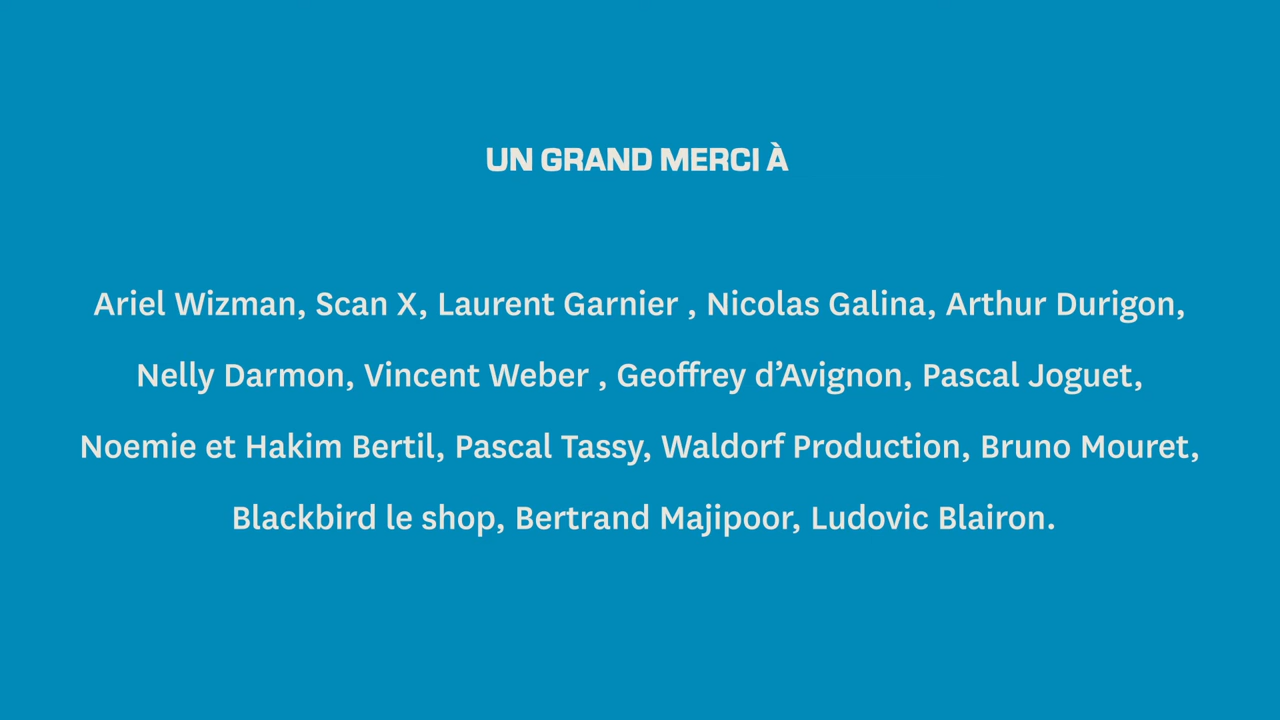 UN GRAND MERCI À
Ariel Wizman, Scan X, Laurent Garnier , Nicolas Galina, Arthur Durigon,
Nelly Darmon, Vincent Weber , Geoffrey d’Avignon, Pascal Joguet,
Noemie et Hakim Bertil, Pascal Tassy, Waldorf Production, Bruno Mouret,
Blackbird le shop, Bertrand Majipoor, Ludovic Blairon.